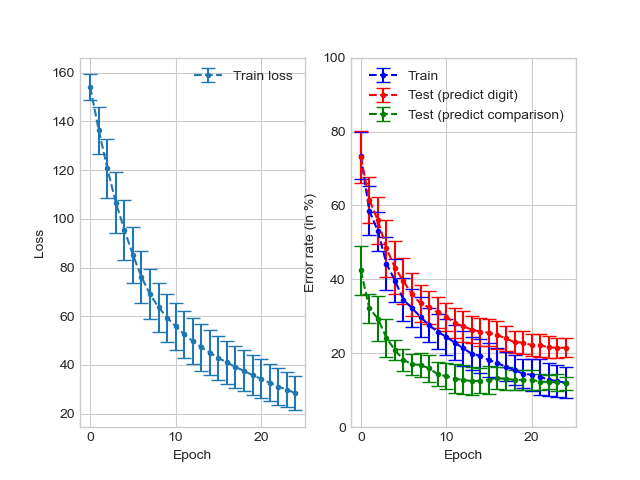 Train loss
160
140
120
100
80
60
40
20
0
10
20
Loss
Epoch
Train
Test (predict digit)
Test (predict comparison)
100
80
60
40
20
0
0
10
20
Error rate (in %)
Epoch